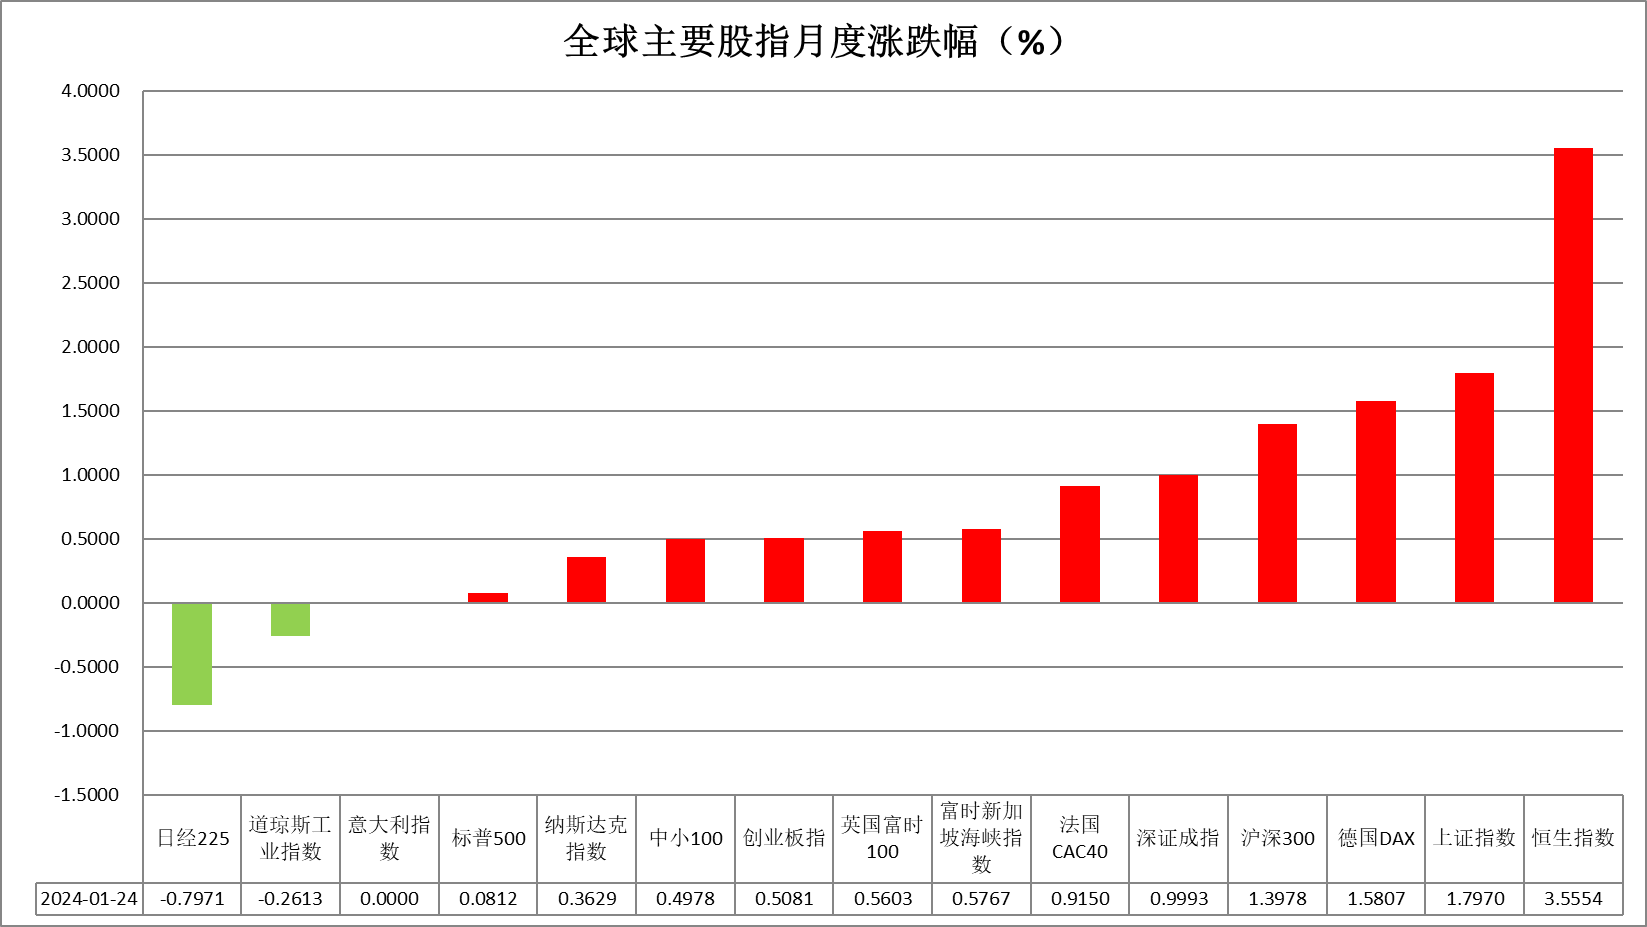 全球主要股指月度涨跌幅（%）
4.0000
3.5000
3.0000
2.5000
2.0000
1.5000
1.0000
0.5000
0.0000
-0.5000
-1.0000
-1.5000
日经225
道琼斯工
业指数
意大利指
数
标普500
纳斯达克
指数
中小100
创业板指
英国富时
100
富时新加
坡海峡指
数
法国
CAC40
深证成指
沪深300
德国DAX
上证指数
恒生指数
2024-01-24 -0.7971 -0.2613 0.0000 0.0812 0.3629 0.4978 0.5081 0.5603 0.5767 0.9150 0.9993 1.3978 1.5807 1.7970 3.5554